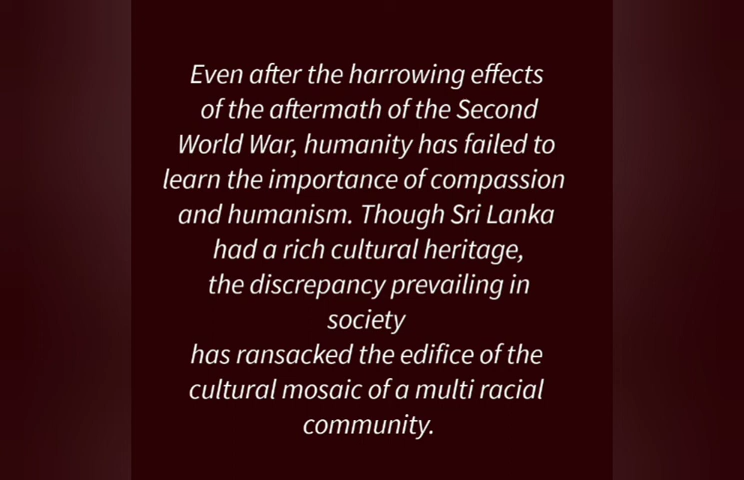 Even after the harrowing effects
of the aftermath of the Second
World War, humanity has failed to
learn the importance of compassion
and humanism. Though Sri Lanka
had a rich cultural heritage,
the discrepancy prevailing in
society
has ransacked the edifice of the
cultural mosaic of a multi racial
community.